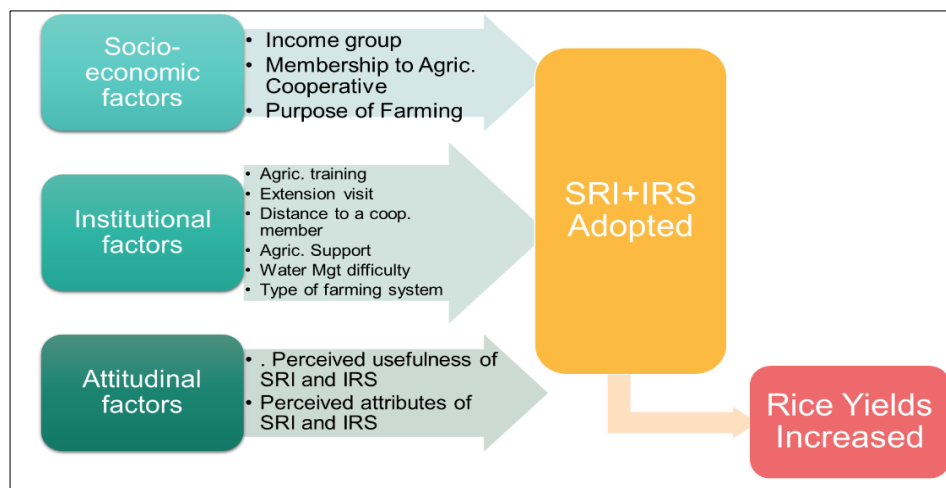 Socio-
economic
factors
• Income group
• Membership to Agric.
Cooperative
• Purpose of Farming
Institutional
factors
• Agric. training
• Extension visit
• Distance to a coop.
member
• Agric. Support
• Water Mgt difficulty
• Type of farming system
Attitudinal
factors
• . Perceived usefulness of
SRI and IRS
• Perceived attributes of
SRI and IRS
SRI+IRS
Adopted
Rice Yields
Increased